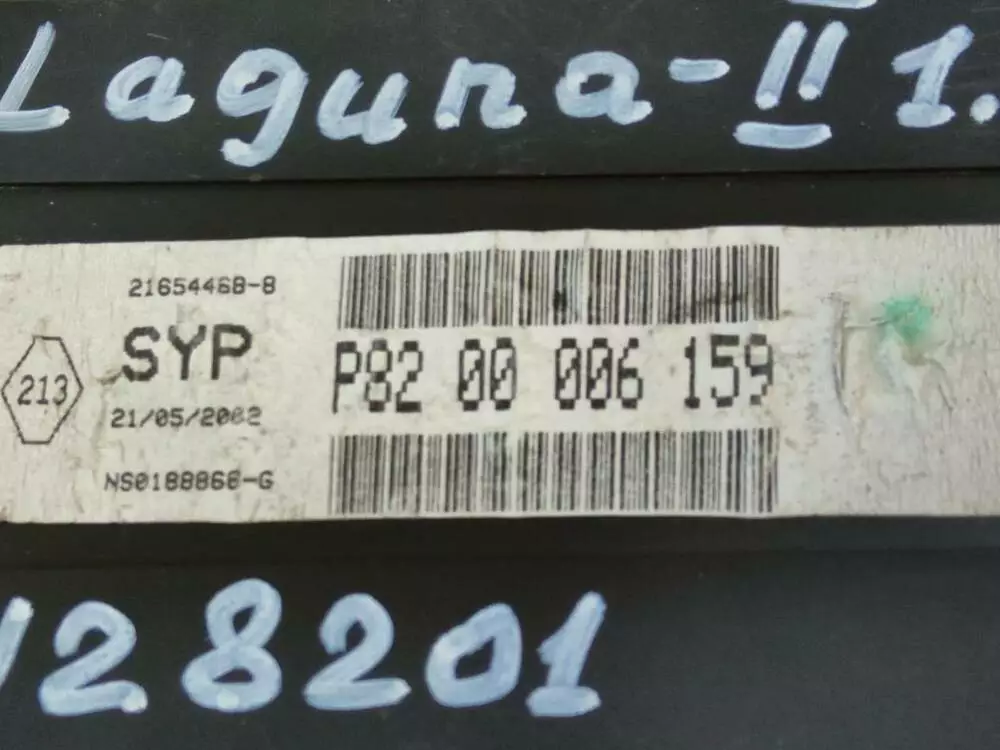 Laguna-II 1.
21654468-8
SYP
213
21/05/2002
NS0188868-G
P82 00 006 159
128201